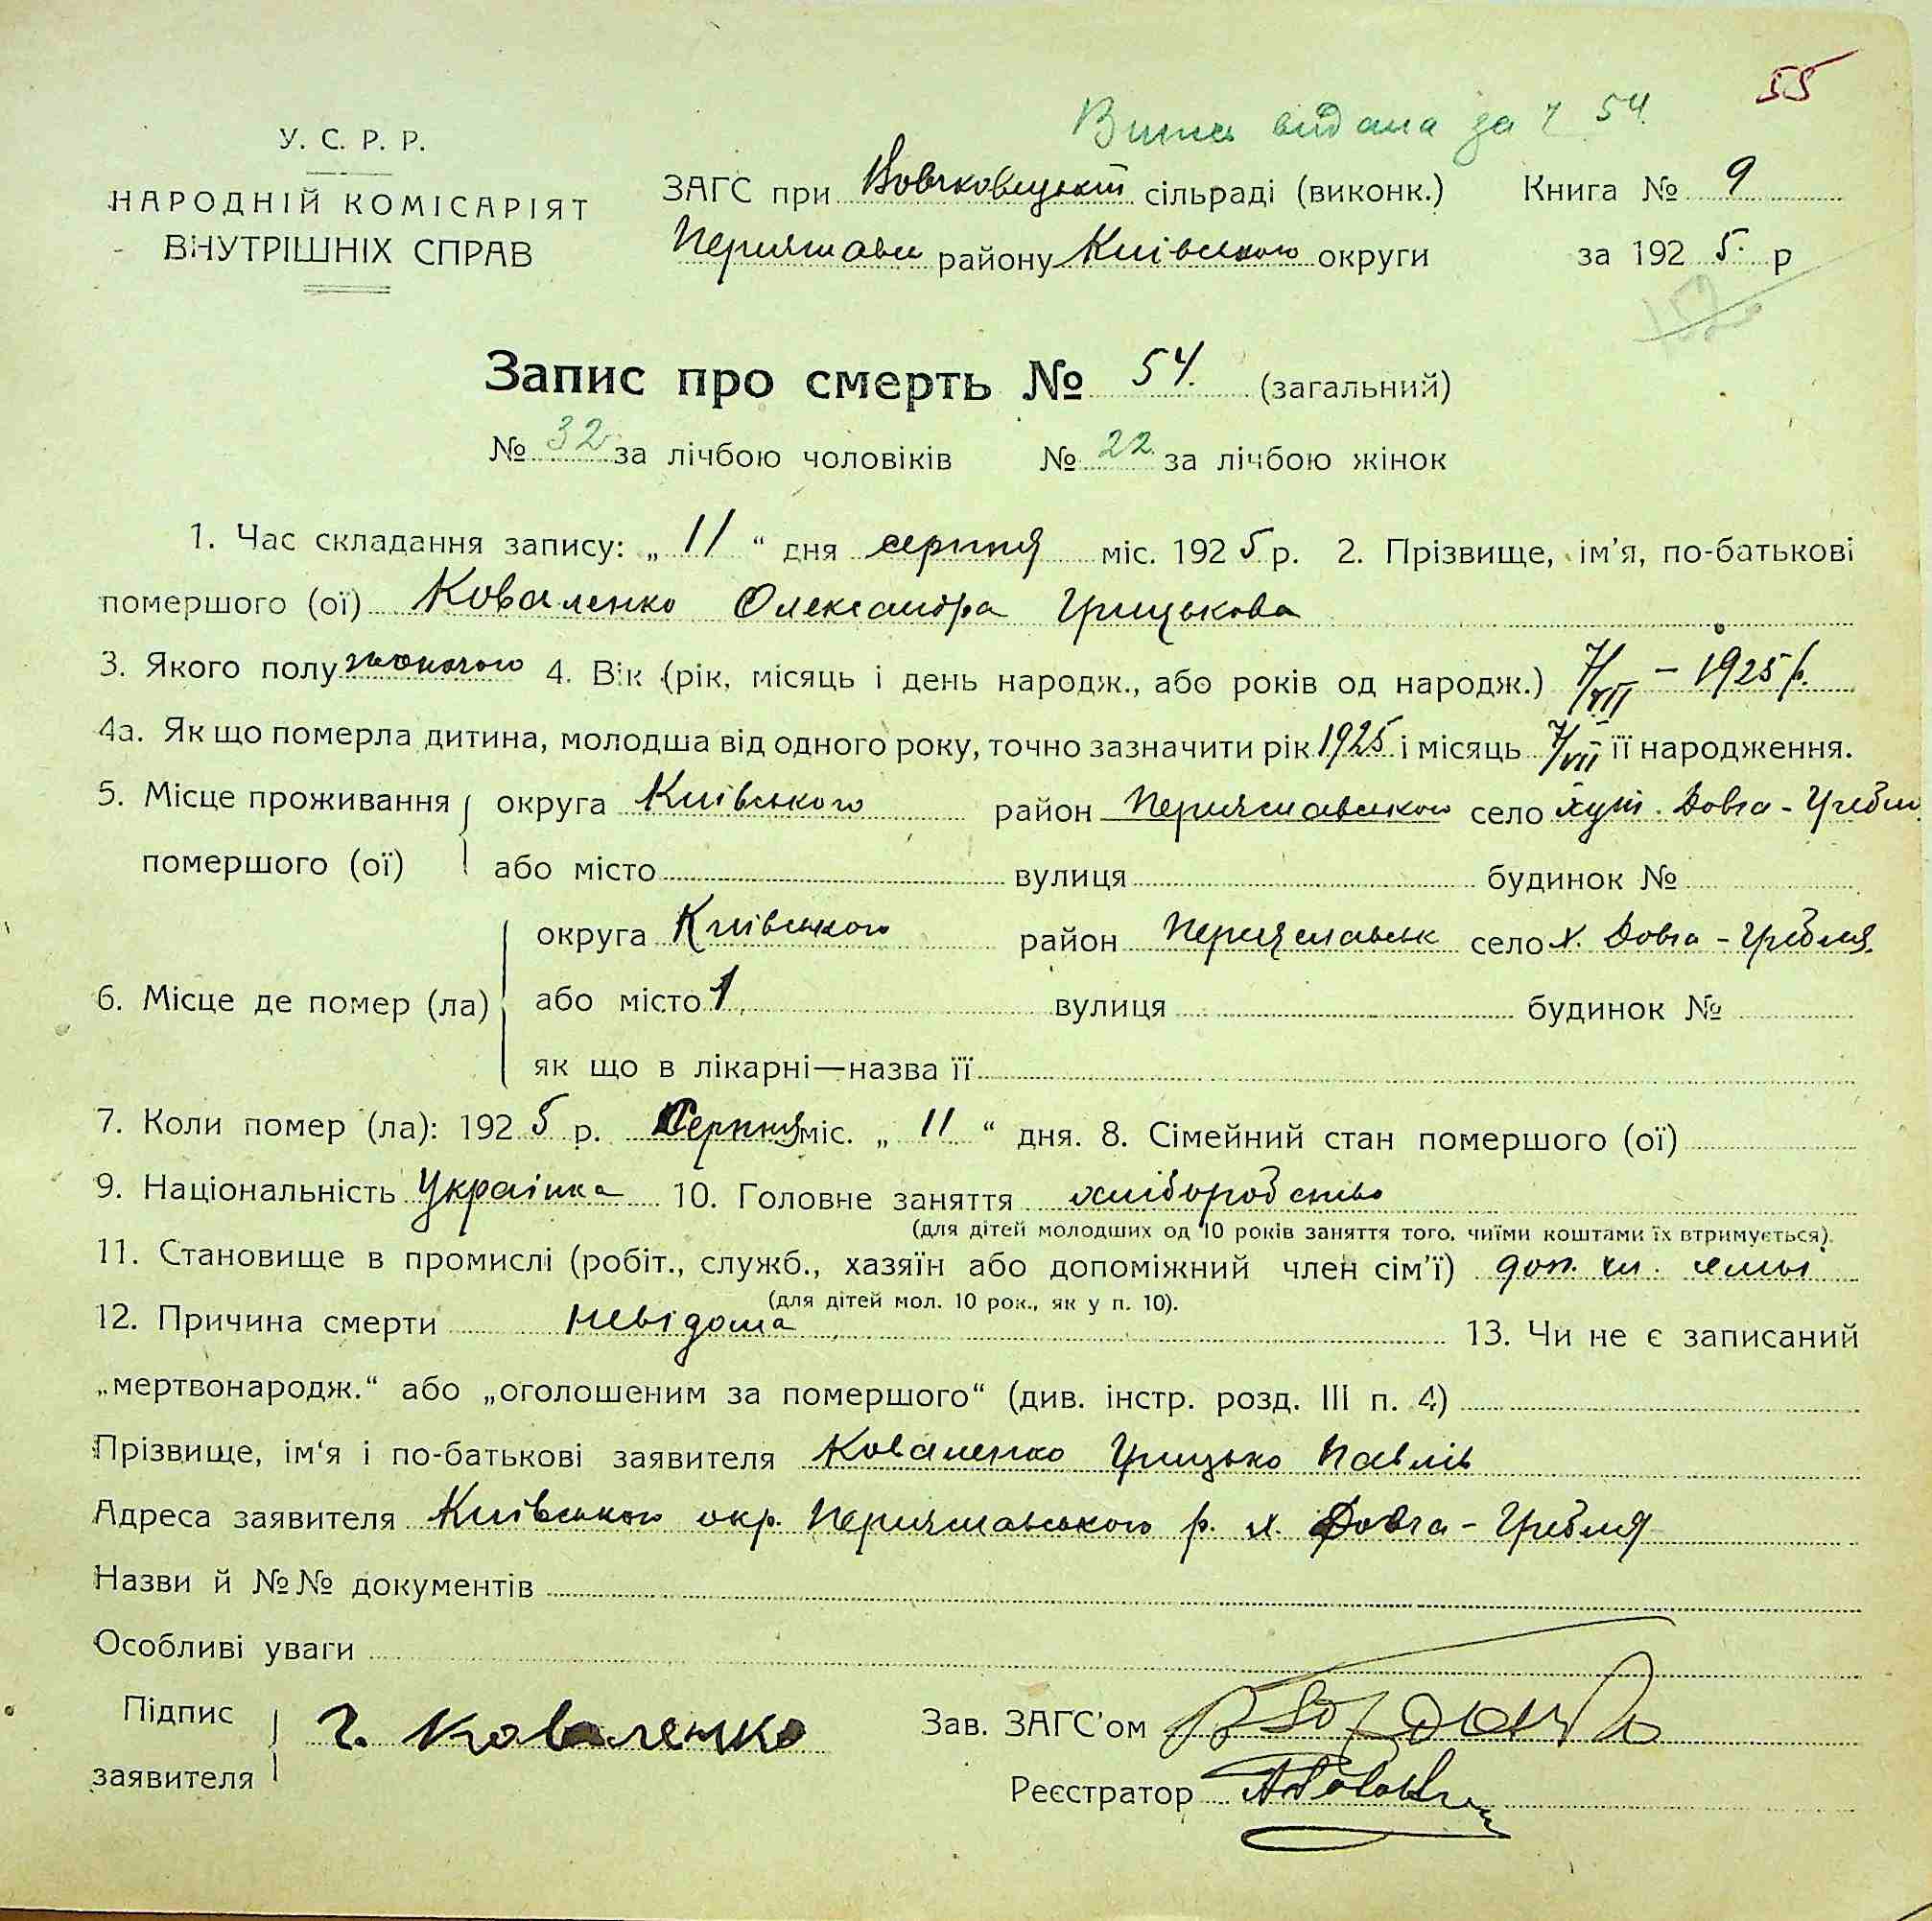 55
видана за Ч 54
У. С. Р. Р.
НАРОДНІЙ КОМІСАРІЯТ
ВНУТРІШНІХ СПРАВ
ЗАГС при сільраді (виконк.) Книга № 9
району Київського округи за 1925 р
Запис про смерть № 54. (загальний)
№ 32 за лічбою чоловіків № 22 за лічбою жінок
1. Час складання запису: „ 11 “ дня серпня міс. 1925 р. 2. Прізвище, ім’я, по-батькові
помершого (ої) Коваленко Олександра Грицькова
3. Якого полу жіночого 4. Вік (рік, місяць і день народж., або років од народж.) 7/VII – 1925 р.
4а. Як що померла дитина, молодша від одного року, точно зазначити рік 1925 і місяць 7/VII її народження.
5. Місце проживання округа Київського район Переяславського село хут. Довга-Гребля
помершого (ої) або місто вулиця будинок №
округа Київського район Переяславськ село х. Довга-Гребля
6. Місце де помер (ла) або місто вулиця будинок №
як що в лікарні—назва її
7. Коли помер (ла): 1925 р. Серпня міс. „ 11 “ дня. 8. Сімейний стан помершого (ої)
9. Національність Українка 10. Головне заняття хліборобство
(для дітей молодших од 10 років заняття того, чиїми коштами їх втримується).
11. Становище в промислі (робіт., служб., хазяїн або допоміжний член сім’ї) доп. чл. семьї
(для дітей мол. 10 рок., як у п. 10).
12. Причина смерти невідома 13. Чи не є записаний
„мертвонародж.“ або „оголошеним за помершого“ (див. інстр. розд. III п. 4)
Прізвище, ім‘я і по-батькові заявителя Коваленко Грицько Павлів
Адреса заявителя Київського окр. Переяславського р. х. Довга-Гребля
Назви й №№ документів
Особливі уваги
Підпис
заявителя
Г. Коваленко
Зав. ЗАГС’ом
Реєстратор